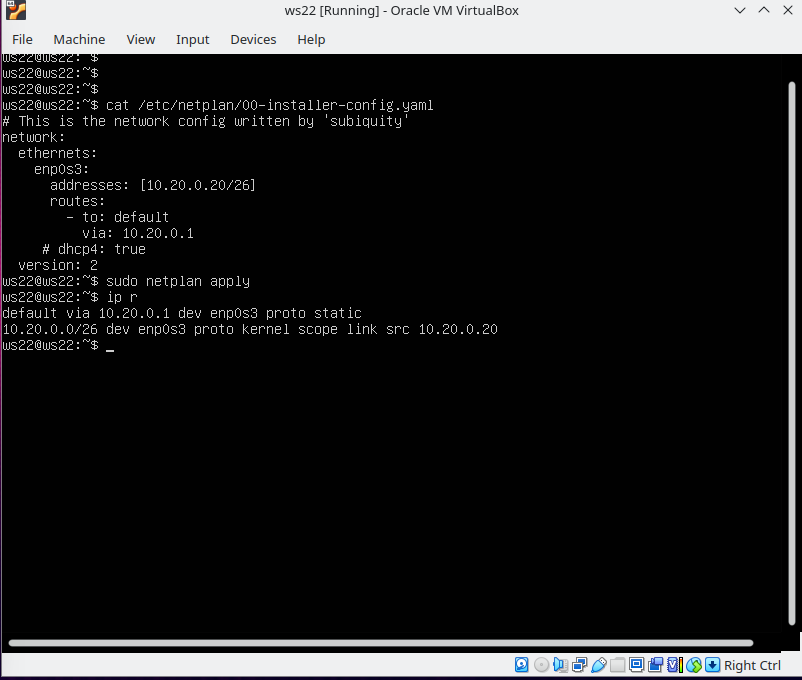 ws22 [Running] - Oracle VM VirtualBox
File Machine View Input Devices Help
ws22@ws22:~$
ws22@ws22:~$
ws22@ws22:~$
ws22@ws22:~$ cat /etc/netplan/00-installer-config.yaml
# This is the network config written by 'subiquity'
network:
  ethernets:
    enp0s3:
      addresses: [10.20.0.20/26]
      routes:
        - to: default
          via: 10.20.0.1
     # dhcp4: true
  version: 2
ws22@ws22:~$ sudo netplan apply
ws22@ws22:~$ ip r
default via 10.20.0.1 dev enp0s3 proto static
10.20.0.0/26 dev enp0s3 proto kernel scope link src 10.20.0.20
ws22@ws22:~$ _
Right Ctrl